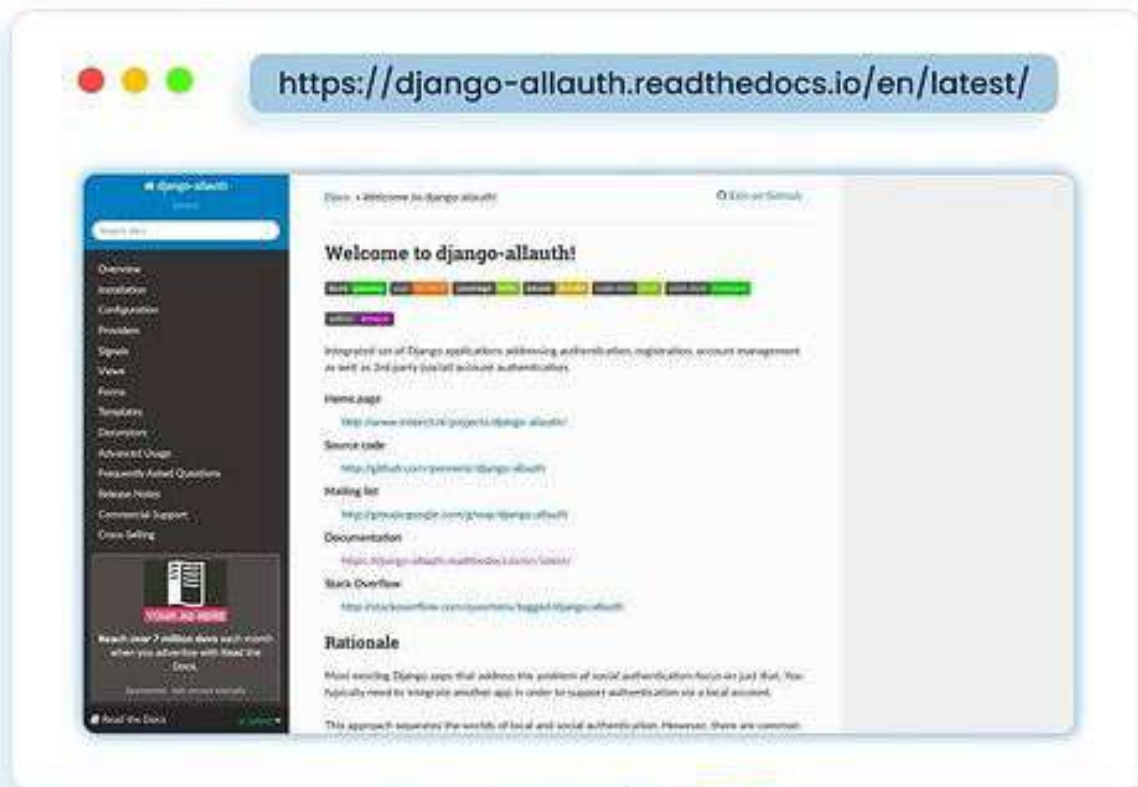 https://django-allauth.readthedocs.io/en/latest/
django-allauth
Search docs
Overview
Installation
Configuration
Providers
Signals
Views
Forms
Templates
Decorators
Advanced Usage
Frequently Asked Questions
Release Notes
Commercial Support
Cross-Selling
YOUR AD HERE
Reach over 7 million devs each month
when you advertise with Read the
Docs.
Read the Docs
Docs » Welcome to django-allauth!
Edit on GitHub
Welcome to django-allauth!
Integrated set of Django applications addressing authentication, registration, account management
as well as 3rd party (social) account authentication.
Home page
http://www.intenct.nl/projects/django-allauth/
Source code
http://github.com/pennersr/django-allauth
Mailing list
http://groups.google.com/group/django-allauth
Documentation
https://django-allauth.readthedocs.io/en/latest/
Stack Overflow
http://stackoverflow.com/questions/tagged/django-allauth
Rationale
Most existing Django apps that address the problem of social authentication focus on just that. You
typically need to integrate another app in order to support authentication via a local account.
This approach separates the worlds of local and social authentication. However, there are common